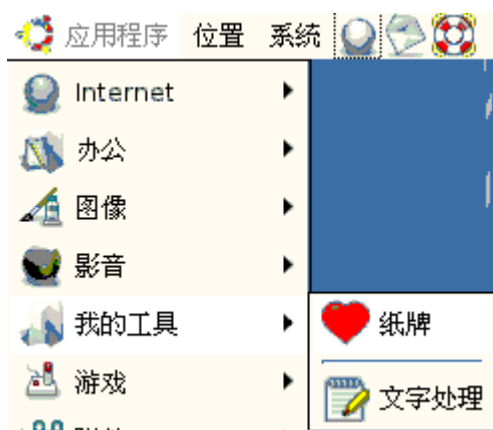 应用程序 位置 系统
Internet
办公
图像
影音
我的工具
纸牌
游戏
文字处理